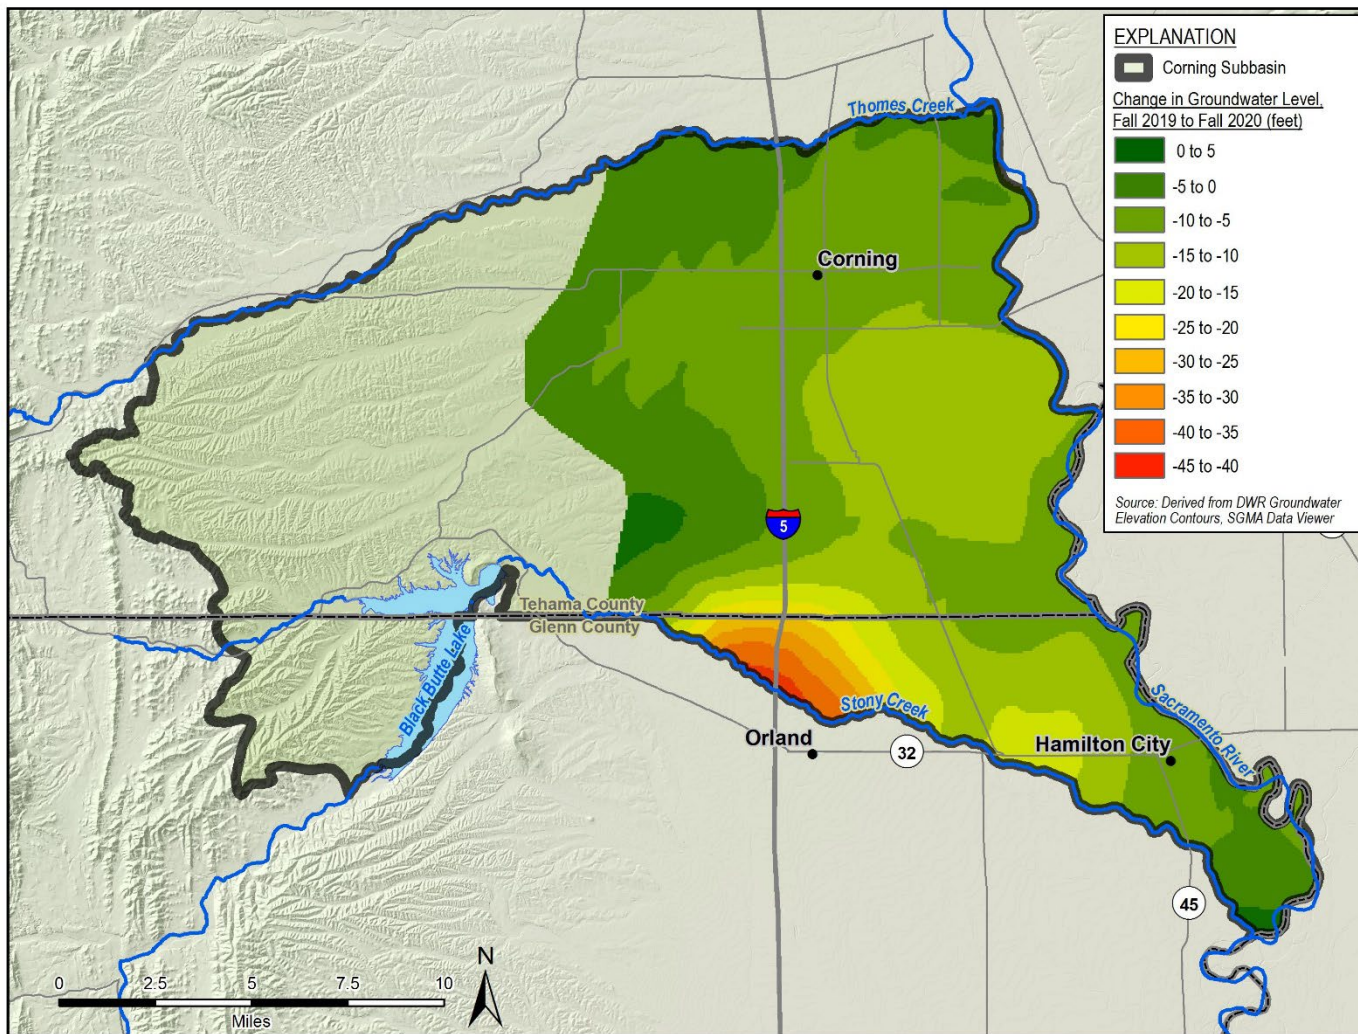 EXPLANATION
Corning Subbasin
Change in Groundwater Level,
Fall 2019 to Fall 2020 (feet)
0 to 5
-5 to 0
-10 to -5
-15 to -10
-20 to -15
-25 to -20
-30 to -25
-35 to -30
-40 to -35
-45 to -40
Source: Derived from DWR Groundwater
Elevation Contours, SGMA Data Viewer
Thomes Creek
Corning
5
Tehama County
Glenn County
Black Butte Lake
Stony Creek
Sacramento River
Orland
32
Hamilton City
45
N
0 2.5 5 7.5 10
Miles